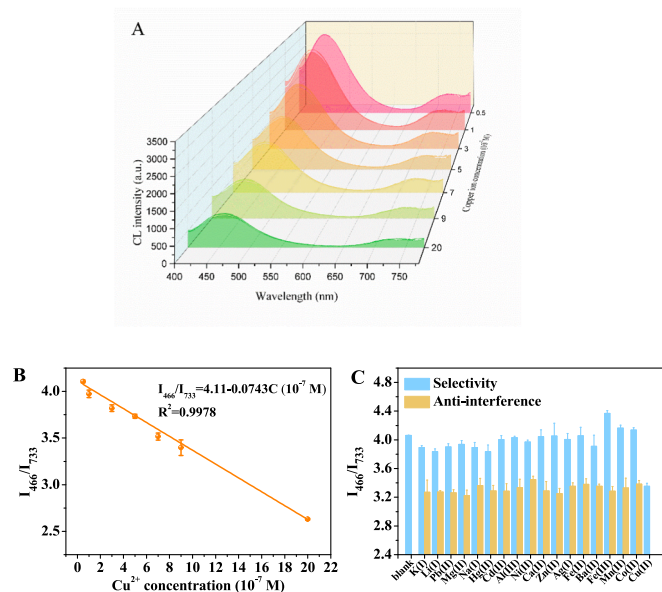 A
3500
3000
2500
2000
1500
1000
500
0
CL intensity (a.u.)
400 450 500 550 600 650 700 750
Wavelength (nm)
0.5
1
3
5
7
9
20
Copper ion concentration (10⁻⁷ M)
B
I₄₆₆/I₇₃₃=4.11-0.0743C (10⁻⁷ M)
R²=0.9978
4.0
3.5
3.0
2.5
I₄₆₆/I₇₃₃
0 2 4 6 8 10 12 14 16 18 20 22
Cu²⁺ concentration (10⁻⁷ M)
C
Selectivity
Anti-interference
4.8
4.4
4.0
3.6
3.2
2.8
2.4
I₄₆₆/I₇₃₃
blank
K(I)
Li(I)
Pb(II)
Mg(II)
Na(I)
Hg(II)
Cd(II)
Al(III)
Ni(II)
Ca(II)
Zn(II)
Ag(I)
Fe(II)
Ba(II)
Fe(III)
Mn(II)
Co(II)
Cu(II)